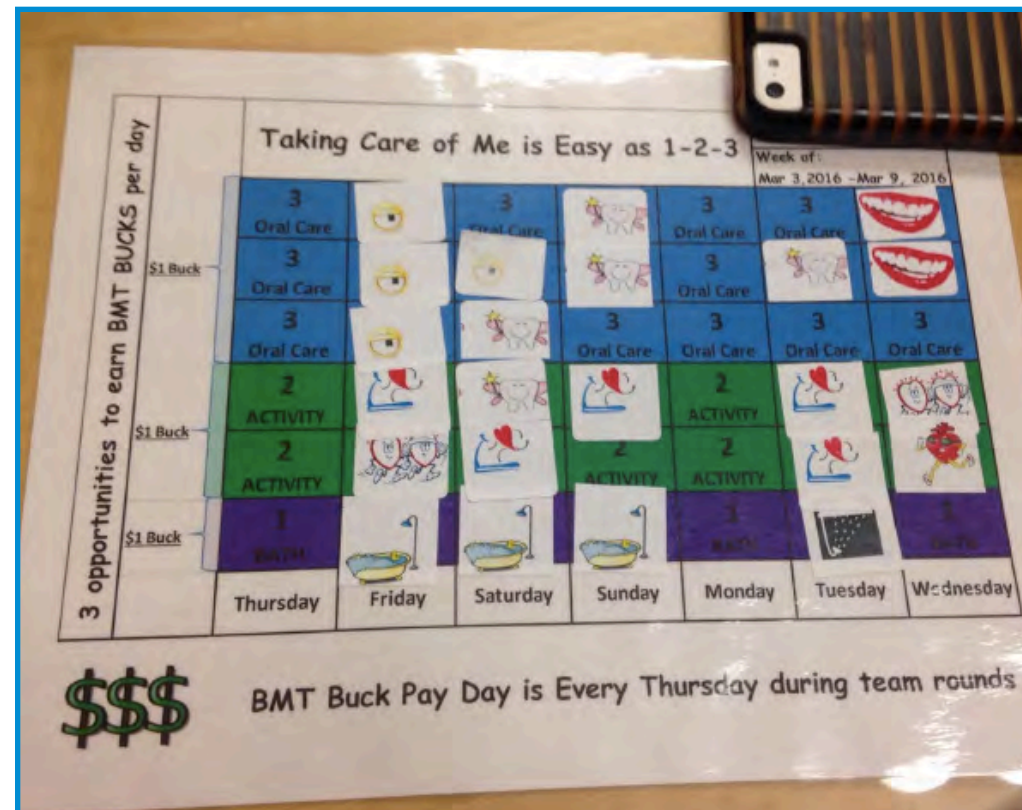 Taking Care of Me is Easy as 1-2-3
Week of:
Mar 3,2016 -Mar 9, 2016
3 opportunities to earn BMT BUCKS per day
$1 Buck
3 3 3 3
Oral Care Oral Care Oral Care Oral Care
3 3
Oral Care Oral Care
3 3 3 3 3
Oral Care Oral Care Oral Care Oral Care Oral Care
$1 Buck
2 2
ACTIVITY ACTIVITY
2 2 2
ACTIVITY ACTIVITY ACTIVITY
$1 Buck
1 1 1
BATH BATH BATH
Thursday Friday Saturday Sunday Monday Tuesday Wednesday
$$$
BMT Buck Pay Day is Every Thursday during team rounds